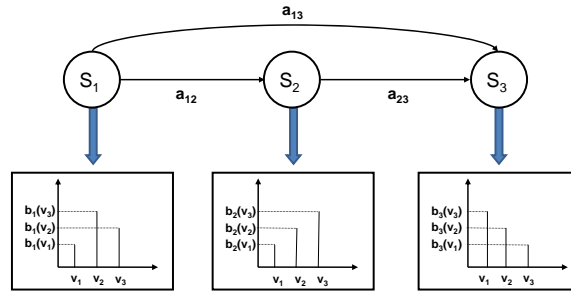 a13
S1
S2
S3
a12
a23
b1(v3)
b1(v2)
b1(v1)
v1 v2 v3
b2(v3)
b2(v2)
b2(v1)
v1 v2 v3
b3(v3)
b3(v2)
b3(v1)
v1 v2 v3